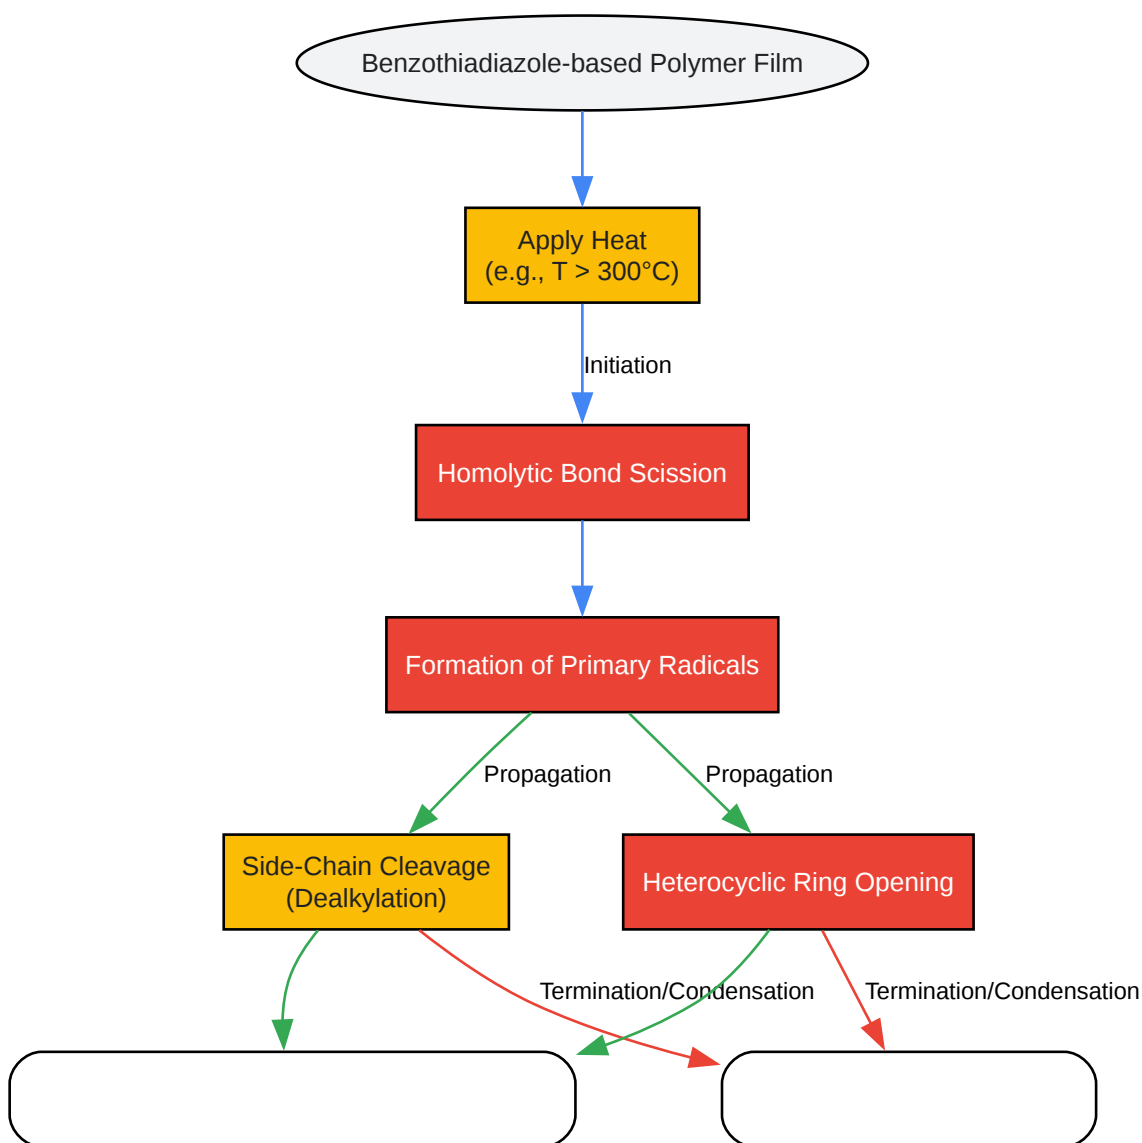 Benzothiadiazole-based Polymer Film
Apply Heat
(e.g., T > 300°C)
Initiation
Homolytic Bond Scission
Formation of Primary Radicals
Propagation
Propagation
Side-Chain Cleavage
(Dealkylation)
Heterocyclic Ring Opening
Termination/Condensation
Termination/Condensation